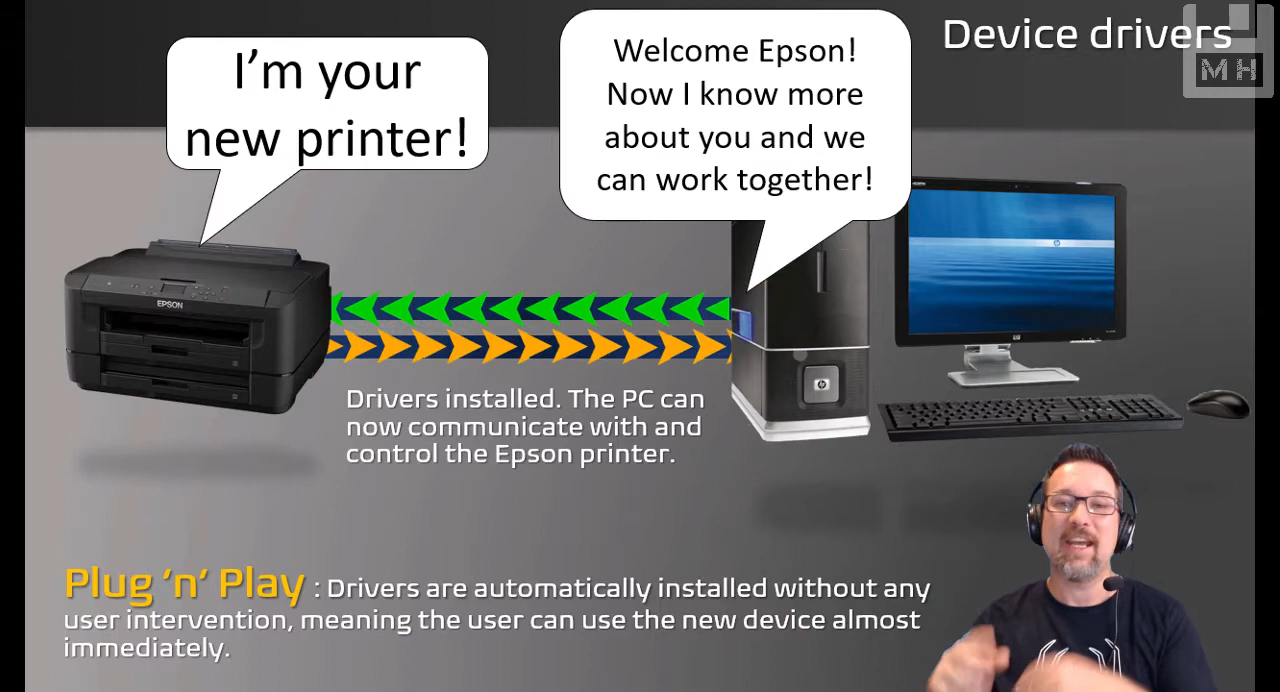 Device drivers
MH
I’m your
new printer!
Welcome Epson!
Now I know more
about you and we
can work together!
EPSON
hp
Drivers installed. The PC can
now communicate with and
control the Epson printer.
Plug ‘n’ Play : Drivers are automatically installed without any
user intervention, meaning the user can use the new device almost
immediately.